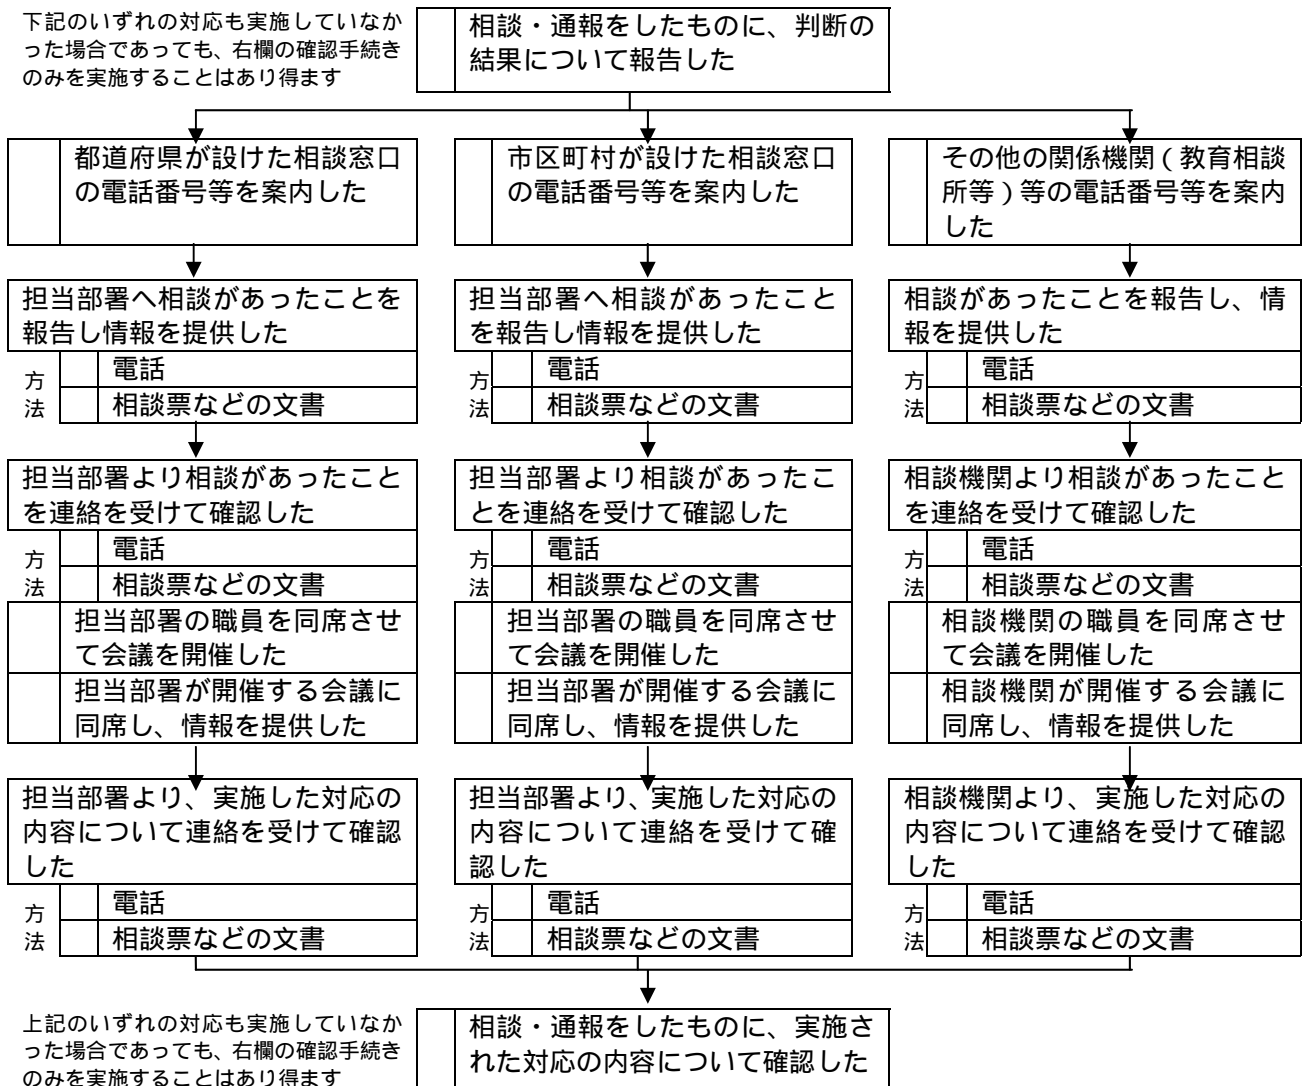 下記のいずれの対応も実施していなか
った場合であっても、右欄の確認手続き
のみを実施することはあり得ます
相談・通報をしたものに、判断の
結果について報告した
都道府県が設けた相談窓口
の電話番号等を案内した
市区町村が設けた相談窓口
の電話番号等を案内した
その他の関係機関(教育相談
所等)等の電話番号等を案内
した
担当部署へ相談があったことを
報告し情報を提供した
方法
電話
相談票などの文書
担当部署へ相談があったこと
を報告し情報を提供した
方法
電話
相談票などの文書
相談があったことを報告し、情
報を提供した
方法
電話
相談票などの文書
担当部署より相談があったこと
を連絡を受けて確認した
方法
電話
相談票などの文書
担当部署の職員を同席させ
て会議を開催した
担当部署が開催する会議に
同席し、情報を提供した
担当部署より相談があったこ
とを連絡を受けて確認した
方法
電話
相談票などの文書
担当部署の職員を同席させ
て会議を開催した
担当部署が開催する会議に
同席し、情報を提供した
相談機関より相談があったこと
を連絡を受けて確認した
方法
電話
相談票などの文書
相談機関の職員を同席させ
て会議を開催した
相談機関が開催する会議に
同席し、情報を提供した
担当部署より、実施した対応の
内容について連絡を受けて確認
した
方法
電話
相談票などの文書
担当部署より、実施した対応の
内容について連絡を受けて確
認した
方法
電話
相談票などの文書
相談機関より、実施した対応の
内容について連絡を受けて確認
した
方法
電話
相談票などの文書
上記のいずれの対応も実施していなか
った場合であっても、右欄の確認手続き
のみを実施することはあり得ます
相談・通報をしたものに、実施さ
れた対応の内容について確認した